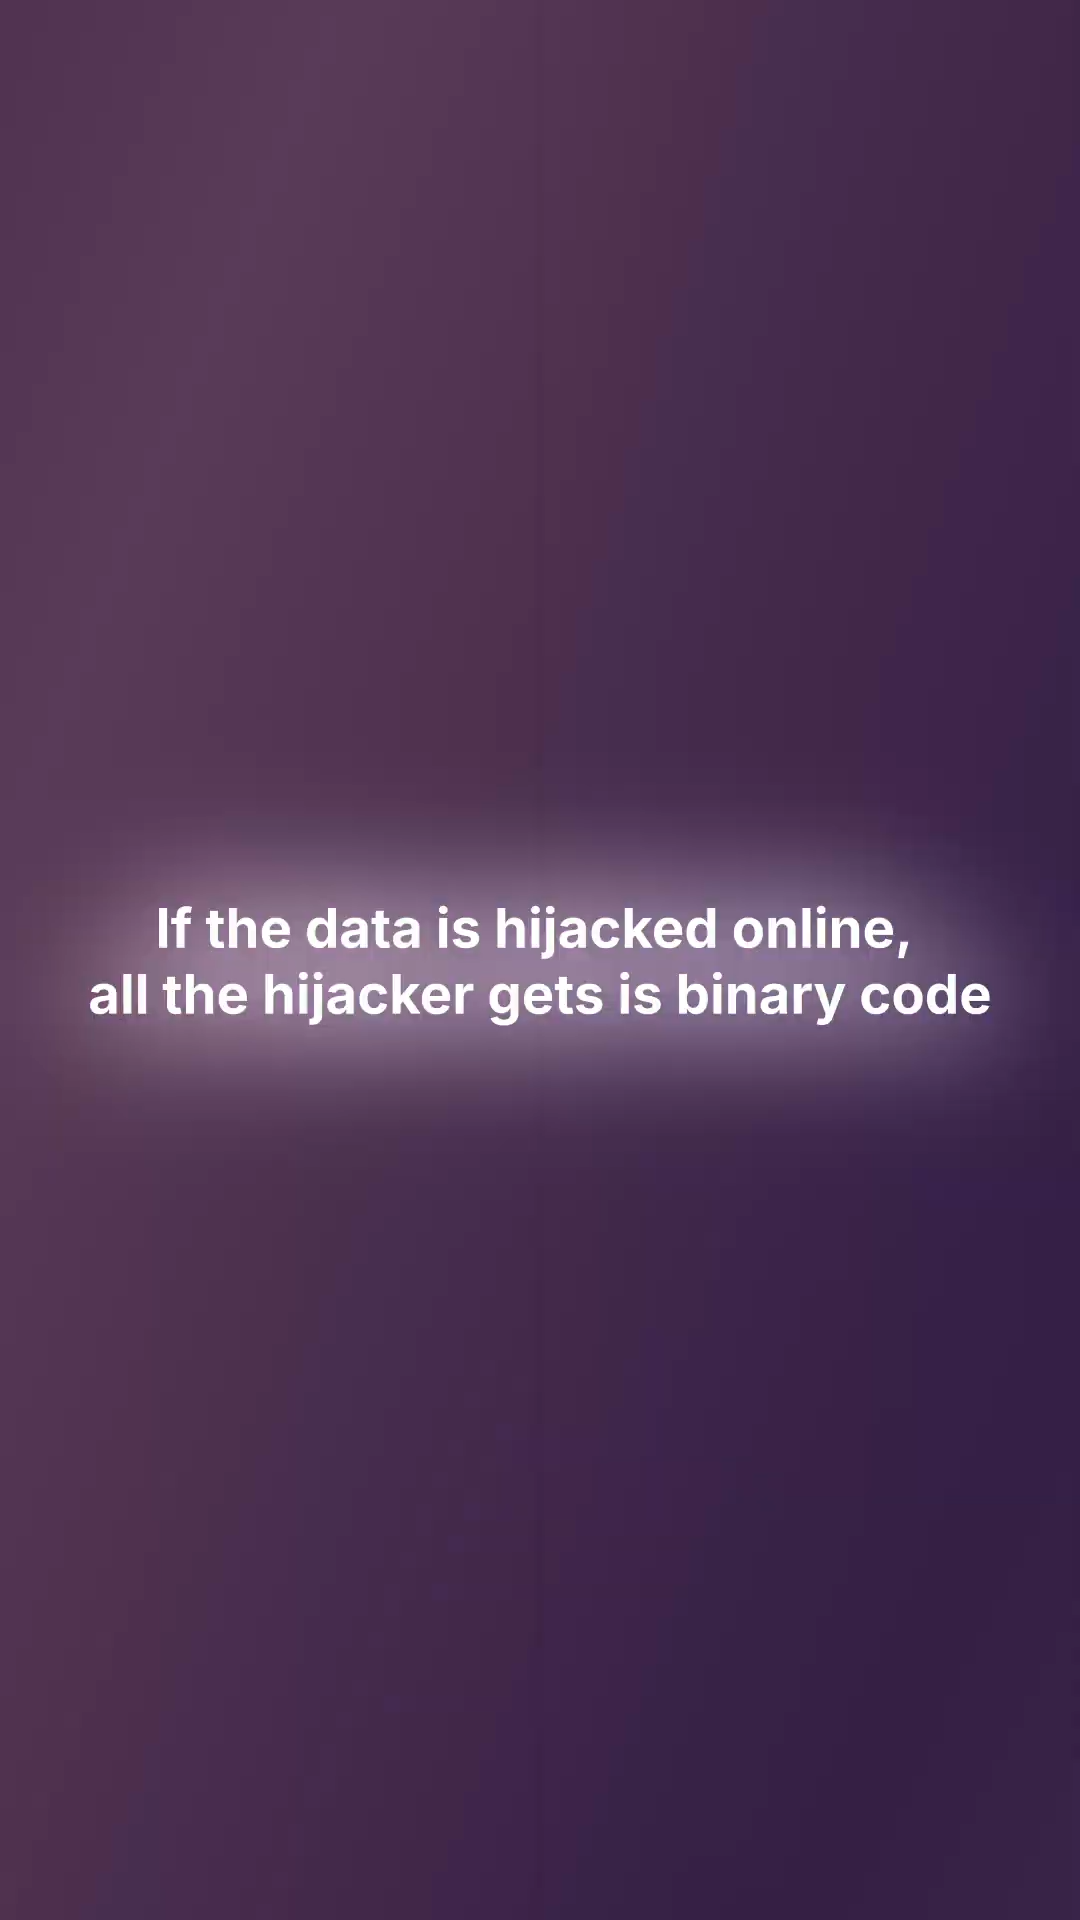 If the data is hijacked online,
all the hijacker gets is binary code